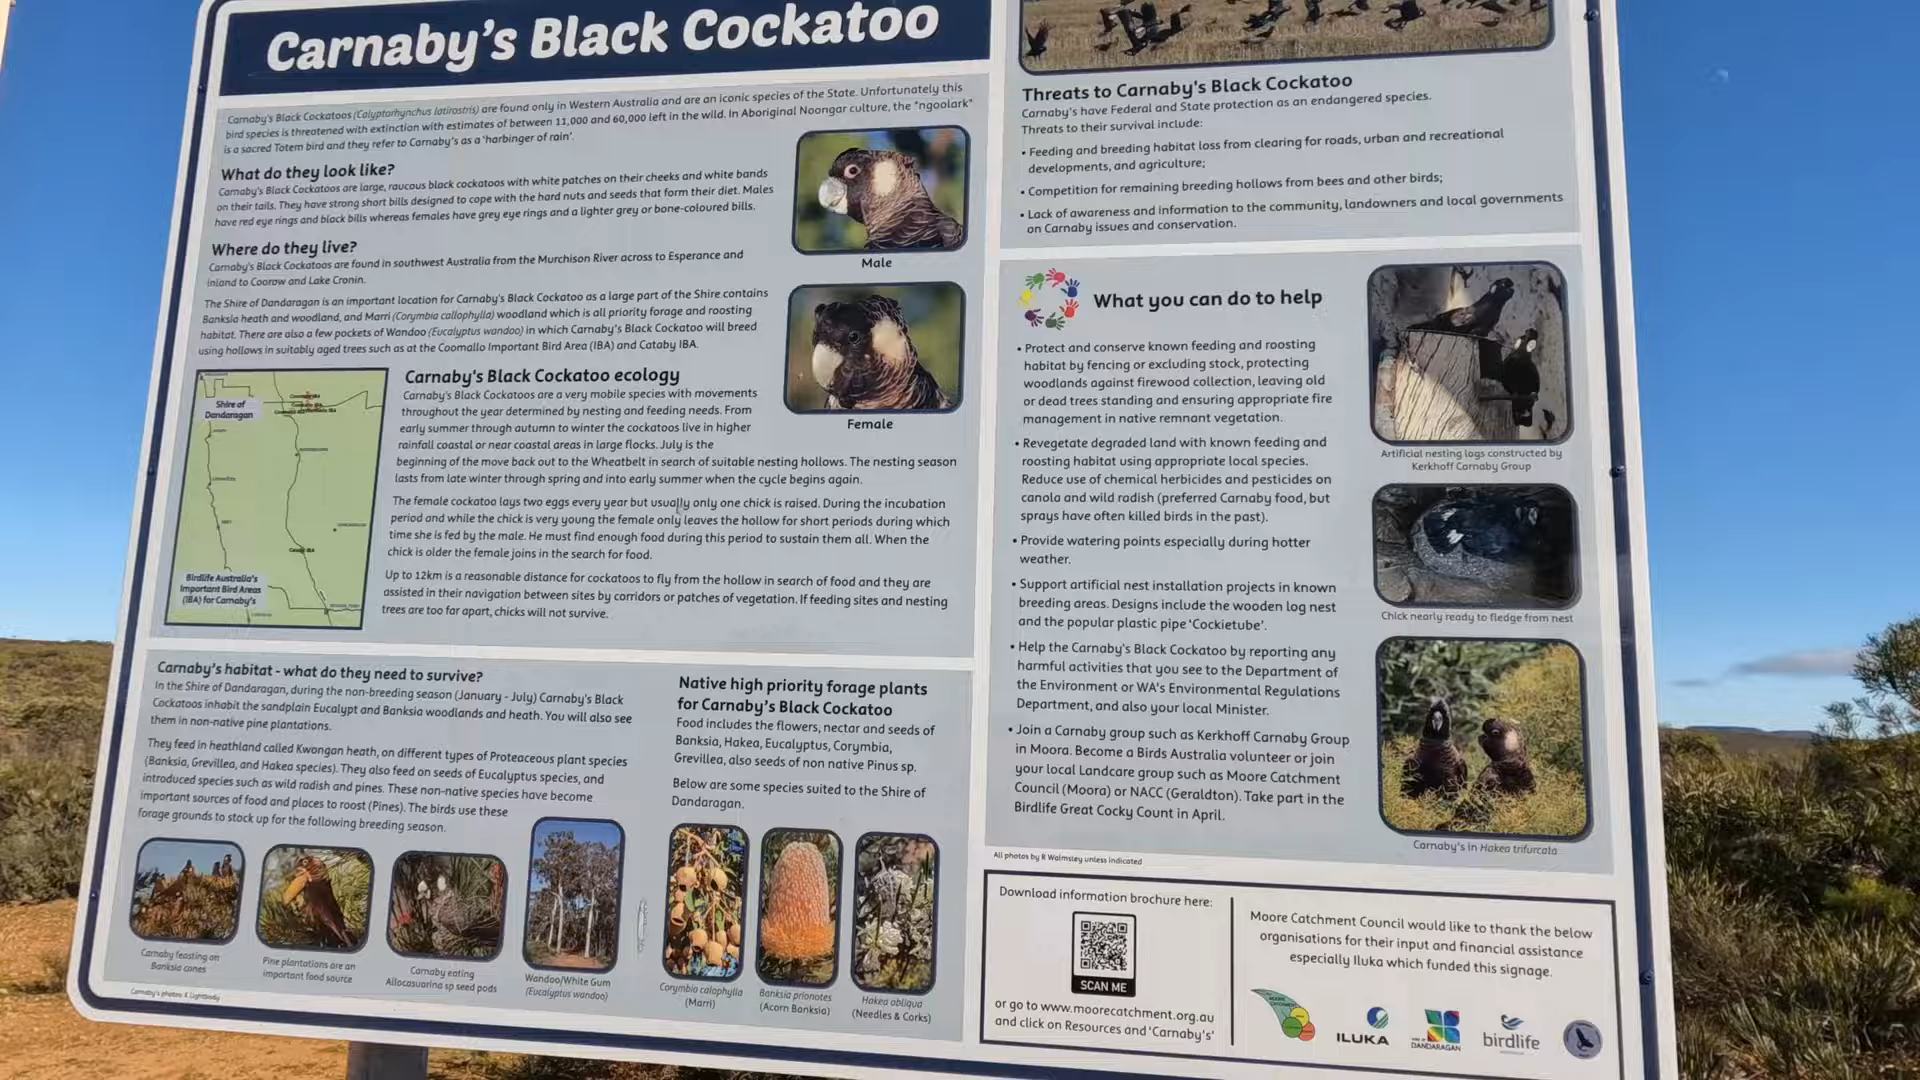 Carnaby's Black Cockatoo
Carnaby's Black Cockatoos (Calyptorhynchus latirostris) are found only in Western Australia and are an iconic species of the State. Unfortunately this
bird species is threatened with extinction with estimates of between 11,000 and 60,000 left in the wild. In Aboriginal Noongar culture, the "ngoolark"
is a sacred Totem bird and they refer to Carnaby's as a 'harbinger of rain'.
What do they look like?
Carnaby's Black Cockatoos are large, raucous black cockatoos with white patches on their cheeks and white bands
on their tails. They have strong short bills designed to cope with the hard nuts and seeds that form their diet. Males
have red eye rings and black bills whereas females have grey eye rings and a lighter grey or bone-coloured bills.
Male
Where do they live?
Carnaby's Black Cockatoos are found in southwest Australia from the Murchison River across to Esperance and
inland to Coorow and Lake Cronin.
The Shire of Dandaragan is an important location for Carnaby's Black Cockatoo as a large part of the Shire contains
Banksia heath and woodland, and Marri (Corymbia callophylla) woodland which is all priority forage and roosting
habitat. There are also a few pockets of Wandoo (Eucalyptus wandoo) in which Carnaby's Black Cockatoo will breed
using hollows in suitably aged trees such as at the Coomallo Important Bird Area (IBA) and Cataby IBA.
Female
Shire of
Dandaragan
Cataby IBA
Birdlife Australia's
Important Bird Areas
(IBA) for Carnaby's
Carnaby's Black Cockatoo ecology
Carnaby's Black Cockatoos are a very mobile species with movements
throughout the year determined by nesting and feeding needs. From
early summer through autumn to winter the cockatoos live in higher
rainfall coastal or near coastal areas in large flocks. July is the
beginning of the move back out to the Wheatbelt in search of suitable nesting hollows. The nesting season
lasts from late winter through spring and into early summer when the cycle begins again.
The female cockatoo lays two eggs every year but usually only one chick is raised. During the incubation
period and while the chick is very young the female only leaves the hollow for short periods during which
time she is fed by the male. He must find enough food during this period to sustain them all. When the
chick is older the female joins in the search for food.
Up to 12km is a reasonable distance for cockatoos to fly from the hollow in search of food and they are
assisted in their navigation between sites by corridors or patches of vegetation. If feeding sites and nesting
trees are too far apart, chicks will not survive.
Carnaby's habitat - what do they need to survive?
In the Shire of Dandaragan, during the non-breeding season (January - July) Carnaby's Black
Cockatoos inhabit the sandplain Eucalypt and Banksia woodlands and heath. You will also see
them in non-native pine plantations.
They feed in heathland called Kwongan heath, on different types of Proteaceous plant species
(Banksia, Grevillea, and Hakea species). They also feed on seeds of Eucalyptus species, and
introduced species such as wild radish and pines. These non-native species have become
important sources of food and places to roost (Pines). The birds use these
forage grounds to stock up for the following breeding season.
Carnaby feasting on
Banksia cones
Pine plantations are an
important food source
Carnaby eating
Allocasuarina sp seed pods
Wandoo/White Gum
(Eucalyptus wandoo)
Carnaby's photos: K Lightbody
Native high priority forage plants
for Carnaby's Black Cockatoo
Food includes the flowers, nectar and seeds of
Banksia, Hakea, Eucalyptus, Corymbia,
Grevillea, also seeds of non native Pinus sp.
Below are some species suited to the Shire of
Dandaragan.
Corymbia calophylla
(Marri)
Banksia prionotes
(Acorn Banksia)
Hakea obliqua
(Needles & Corks)
Threats to Carnaby's Black Cockatoo
Carnaby's have Federal and State protection as an endangered species.
Threats to their survival include:
• Feeding and breeding habitat loss from clearing for roads, urban and recreational
developments, and agriculture;
• Competition for remaining breeding hollows from bees and other birds;
• Lack of awareness and information to the community, landowners and local governments
on Carnaby issues and conservation.
What you can do to help
• Protect and conserve known feeding and roosting
habitat by fencing or excluding stock, protecting
woodlands against firewood collection, leaving old
or dead trees standing and ensuring appropriate fire
management in native remnant vegetation.
• Revegetate degraded land with known feeding and
roosting habitat using appropriate local species.
Reduce use of chemical herbicides and pesticides on
canola and wild radish (preferred Carnaby food, but
sprays have often killed birds in the past).
• Provide watering points especially during hotter
weather.
• Support artificial nest installation projects in known
breeding areas. Designs include the wooden log nest
and the popular plastic pipe 'Cockietube'.
• Help the Carnaby's Black Cockatoo by reporting any
harmful activities that you see to the Department of
the Environment or WA's Environmental Regulations
Department, and also your local Minister.
• Join a Carnaby group such as Kerkhoff Carnaby Group
in Moora. Become a Birds Australia volunteer or join
your local Landcare group such as Moore Catchment
Council (Moora) or NACC (Geraldton). Take part in the
Birdlife Great Cocky Count in April.
Artificial nesting logs constructed by
Kerkhoff Carnaby Group
Chick nearly ready to fledge from nest
Carnaby's in Hakea trifurcata
All photos by R Walmsley unless indicated
Download information brochure here:
SCAN ME
or go to www.moorecatchment.org.au
and click on Resources and 'Carnaby's'
Moore Catchment Council would like to thank the below
organisations for their input and financial assistance
especially Iluka which funded this signage.
ILUKA
DANDARAGAN
birdlife